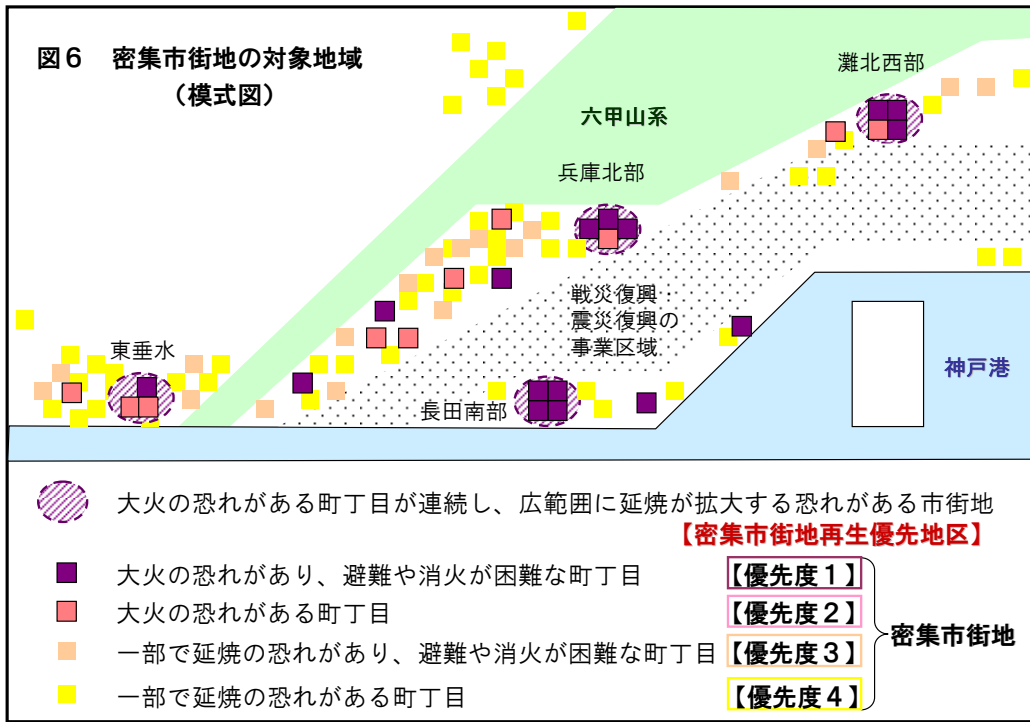 図6 密集市街地の対象地域
(模式図)
灘北西部
六甲山系
兵庫北部
戦災復興・
震災復興の
事業区域
東垂水
神戸港
長田南部
大火の恐れがある町丁目が連続し、広範囲に延焼が拡大する恐れがある市街地
【密集市街地再生優先地区】
大火の恐れがあり、避難や消火が困難な町丁目 【優先度1】
大火の恐れがある町丁目 【優先度2】
密集市街地
一部で延焼の恐れがあり、避難や消火が困難な町丁目 【優先度3】
一部で延焼の恐れがある町丁目 【優先度4】